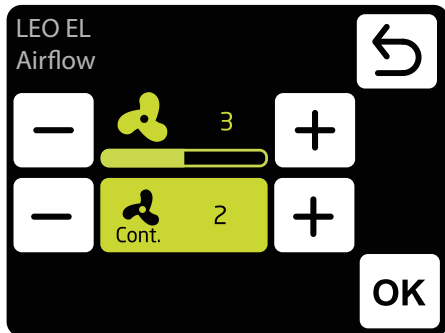 LEO EL
Airflow
− 3 +
− Cont. 2 +
OK